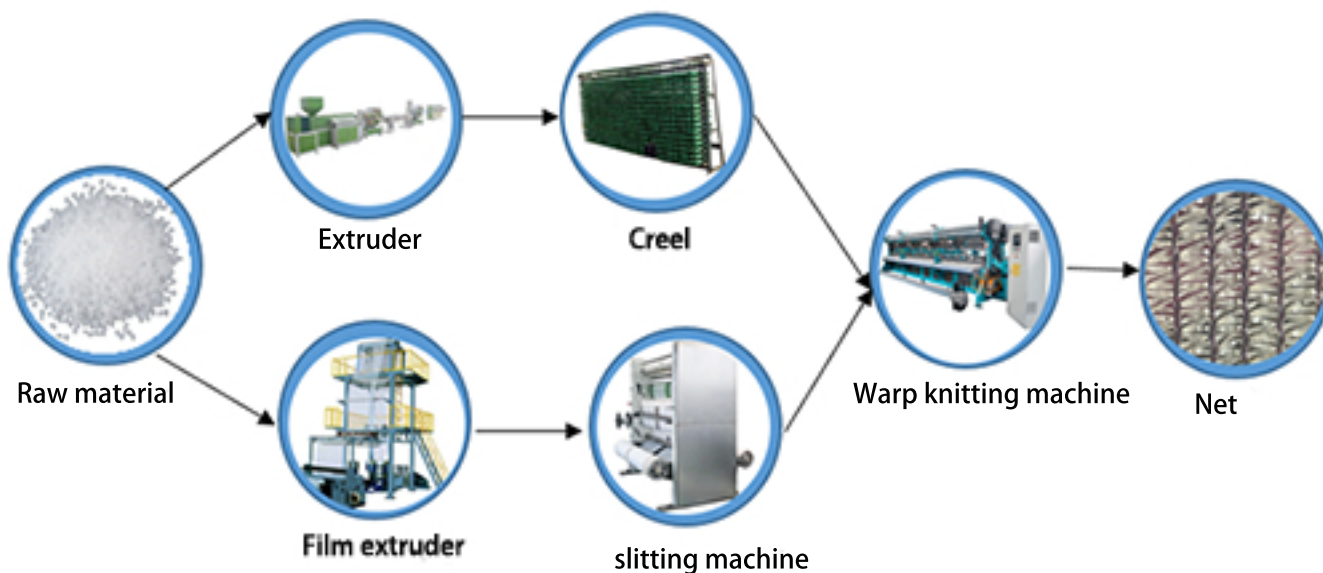 Extruder
Creel
Raw material
Warp knitting machine
Net
Film extruder
slitting machine